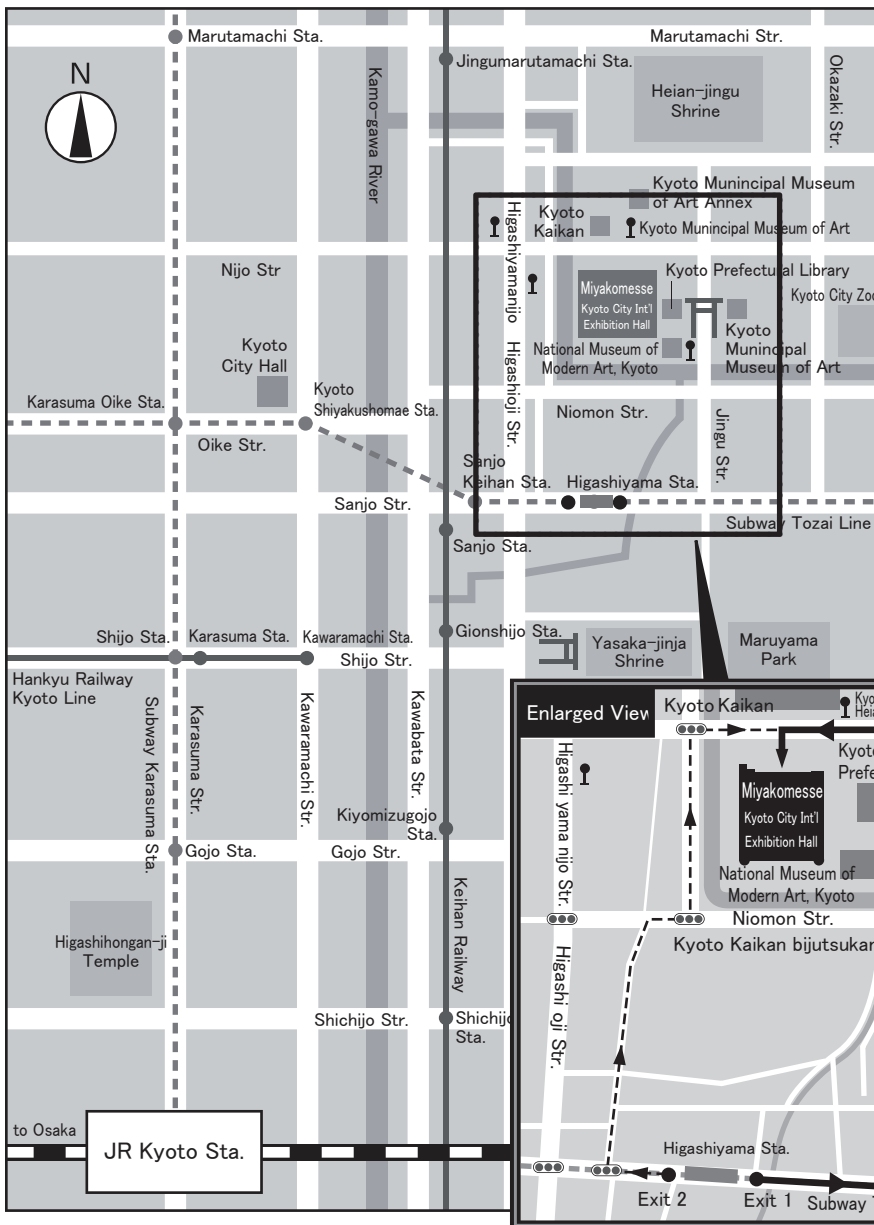 Marutamachi Sta.
Marutamachi Str.
Jingumarutamachi Sta.
N
Kamo-gawa River
Heian-jingu
Shrine
Okazaki Str.
Kyoto Munincipal Museum
of Art Annex
Kyoto
Kaikan
Kyoto Munincipal Museum of Art
Higashiyamanijo
Higashioji Str.
Nijo Str
Kyoto Prefectural Library
Miyakomesse
Kyoto City Int'l
Exhibition Hall
Kyoto City Zoo
National Museum of
Modern Art, Kyoto
Kyoto
Munincipal
Museum of Art
Kyoto
City Hall
Karasuma Oike Sta.
Kyoto
Shiyakushomae Sta.
Niomon Str.
Jingu Str.
Oike Str.
Sanjo
Keihan Sta.
Higashiyama Sta.
Sanjo Str.
Subway Tozai Line
Sanjo Sta.
Shijo Sta.
Karasuma Sta.
Kawaramachi Sta.
Gionshijo Sta.
Shijo Str.
Yasaka-jinja
Shrine
Maruyama
Park
Hankyu Railway
Kyoto Line
Subway Karasuma Sta.
Karasuma Str.
Kawaramachi Str.
Kawabata Str.
Kiyomizugojo
Sta.
Gojo Sta.
Gojo Str.
Keihan Railway
Higashihongan-ji
Temple
Shichijo Str.
Shichijo
Sta.
to Osaka
JR Kyoto Sta.
Enlarged View
Kyoto Kaikan
Kyo
Heia
Higashi yama nijo Str.
Kyoto
Prefe
Miyakomesse
Kyoto City Int'l
Exhibition Hall
National Museum of
Modern Art, Kyoto
Niomon Str.
Kyoto Kaikan bijutsukan
Higashi oji Str.
Higashiyama Sta.
Exit 2
Exit 1
Subway T